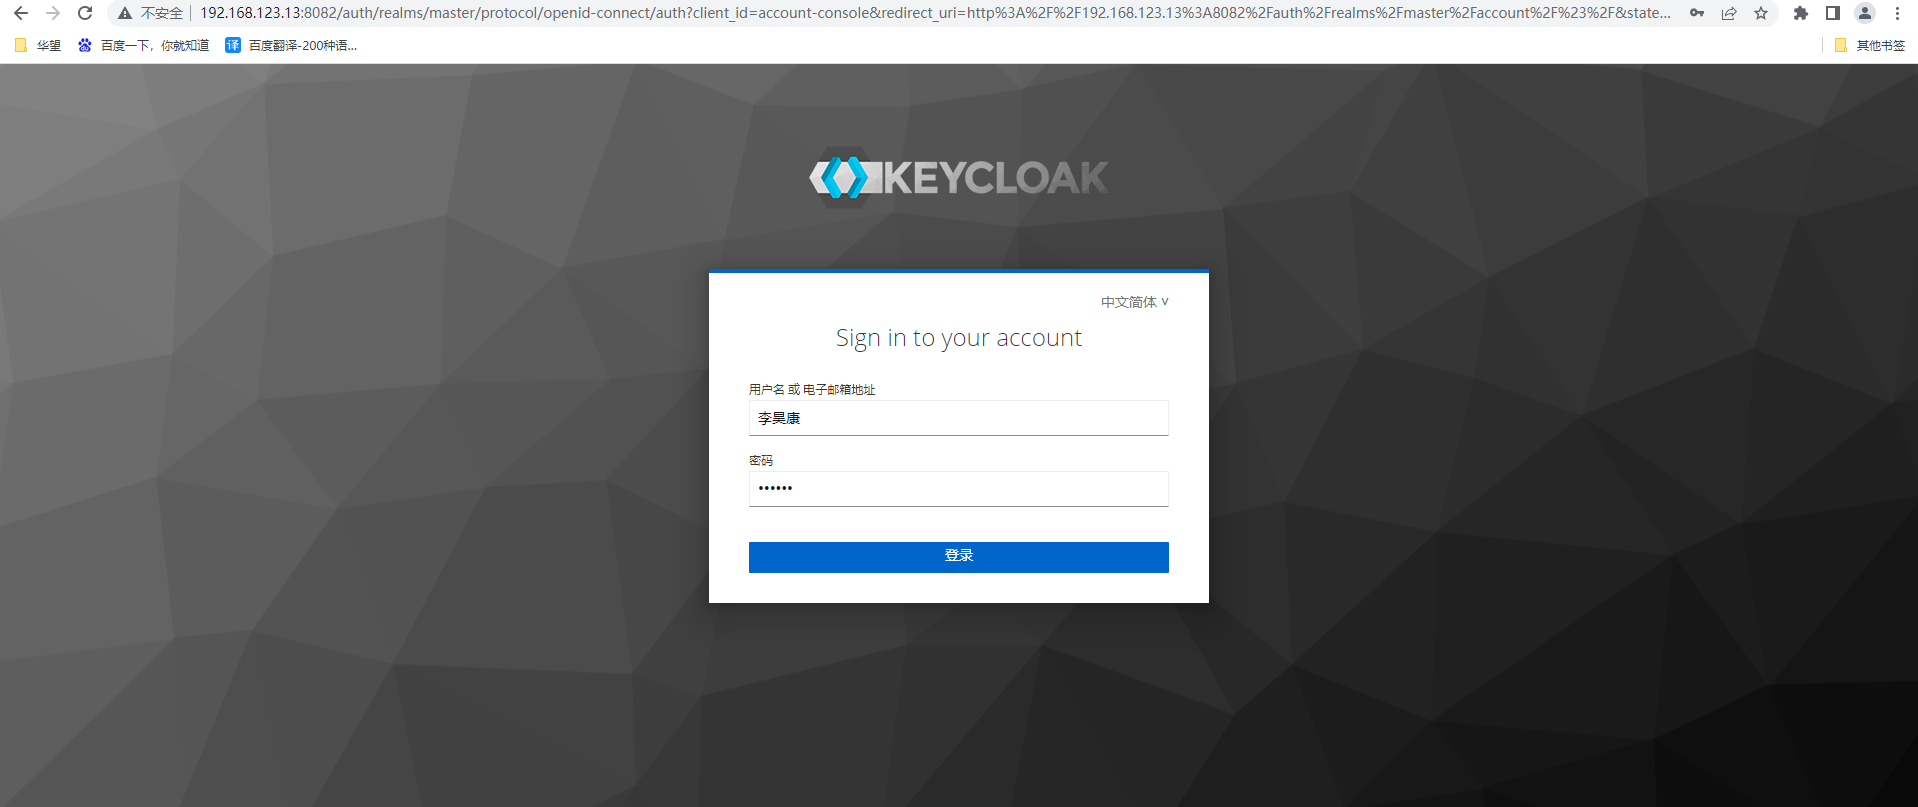 不安全 192.168.123.13:8082/auth/realms/master/protocol/openid-connect/auth?client_id=account-console&redirect_uri=http%3A%2F%2F192.168.123.13%3A8082%2Fauth%2Frealms%2Fmaster%2Faccount%2F%23%2F&state...
华望 百度一下，你就知道 译 百度翻译-200种语... 其他书签
KEYCLOAK
中文简体
Sign in to your account
用户名 或 电子邮箱地址
李昊康
密码
••••••
登录